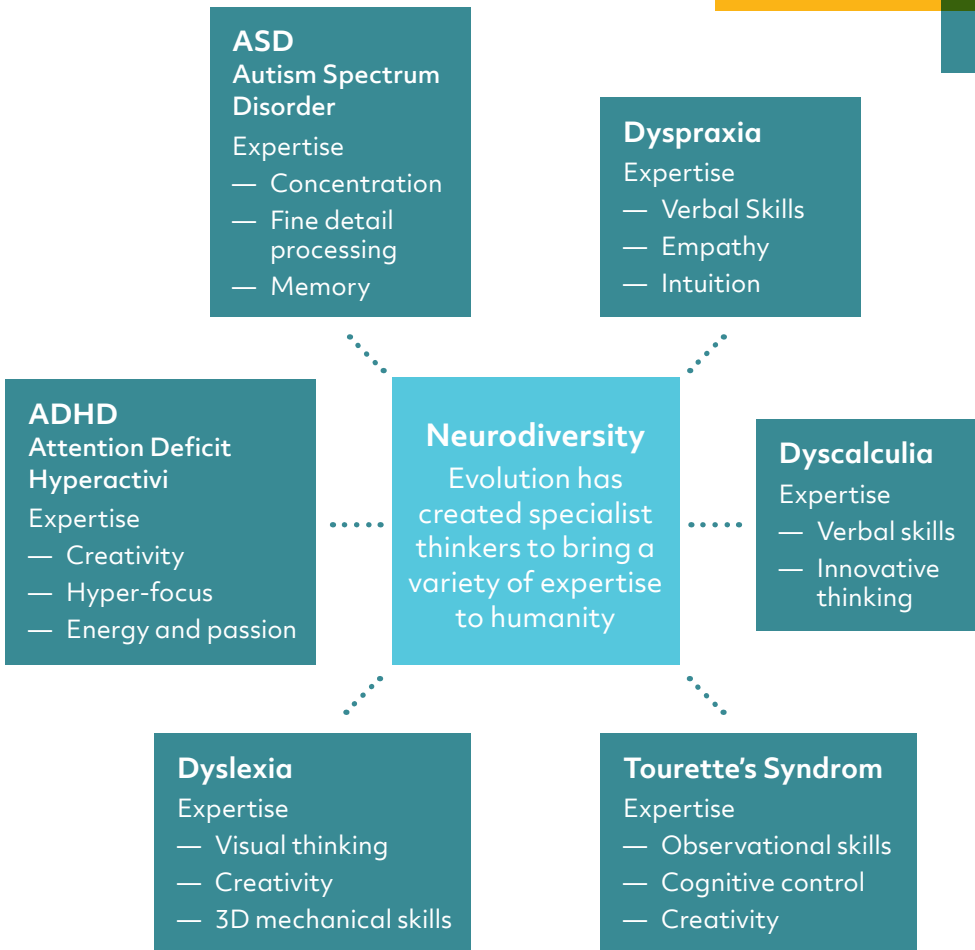 ASD
Autism Spectrum
Disorder
Expertise
— Concentration
— Fine detail
processing
— Memory
Dyspraxia
Expertise
— Verbal Skills
— Empathy
— Intuition
ADHD
Attention Deficit
Hyperactivi
Expertise
— Creativity
— Hyper-focus
— Energy and passion
Neurodiversity
Evolution has
created specialist
thinkers to bring a
variety of expertise
to humanity
Dyscalculia
Expertise
— Verbal skills
— Innovative
thinking
Dyslexia
Expertise
— Visual thinking
— Creativity
— 3D mechanical skills
Tourette’s Syndrom
Expertise
— Observational skills
— Cognitive control
— Creativity